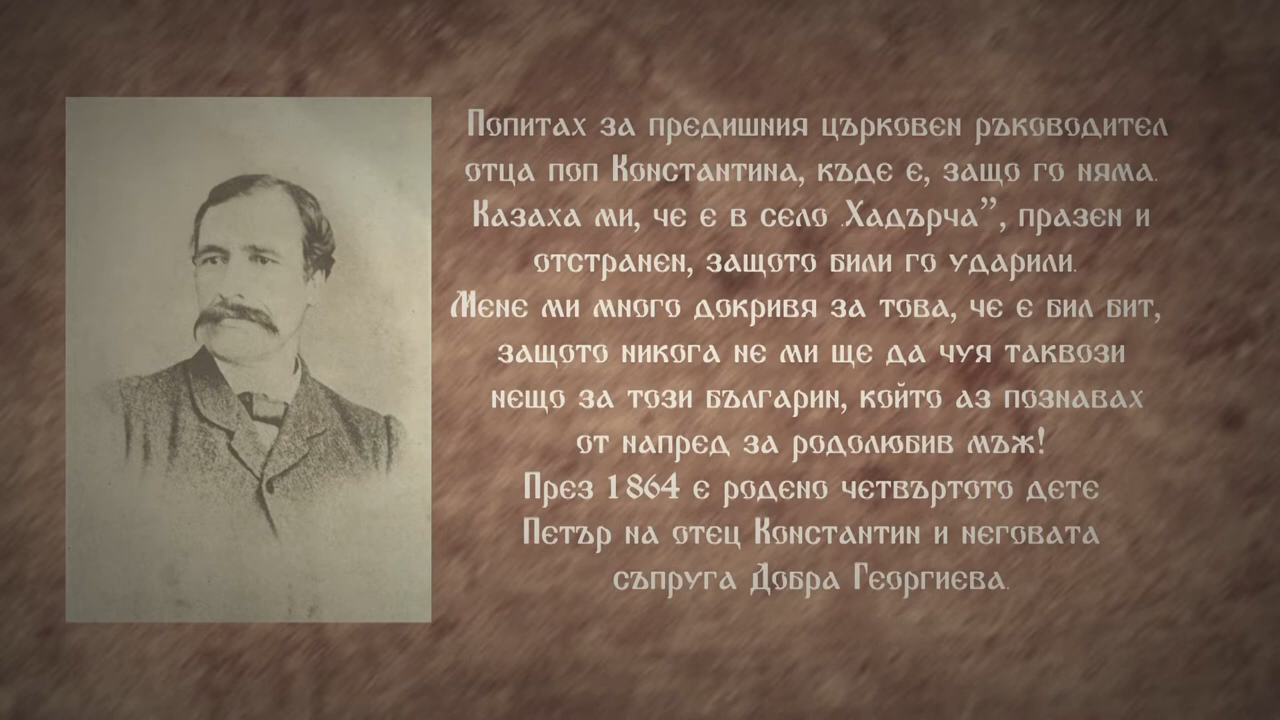 Попитах за предишния църковен ръководител
отца поп Константина, къде е, защо го няма.
Казаха ми, че е в село „Хадърча”, празен и
отстранен, защото били го ударили.
Мене ми много докривя за това, че е бил бит,
защото никога не ми ще да чуя таквози
нещо за този българин, който аз познавах
от напред за родолюбив мъж!
През 1864 е родено четвъртото дете
Петър на отец Константин и неговата
съпруга Добра Георгиева.